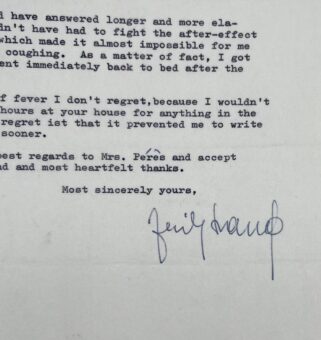 have answered longer and more ela-
dn't have had to fight the after-effect
which made it almost impossible for me
coughing. As a matter of fact, I got
ent immediately back to bed after the
f fever I don't regret,because I wouldn't
hours at your house for anything in the
regret ist that it prevented me to write
sooner.
best regards to Mrs. Perès and accept
nd and most heartfelt thanks.
Most sincerely yours,